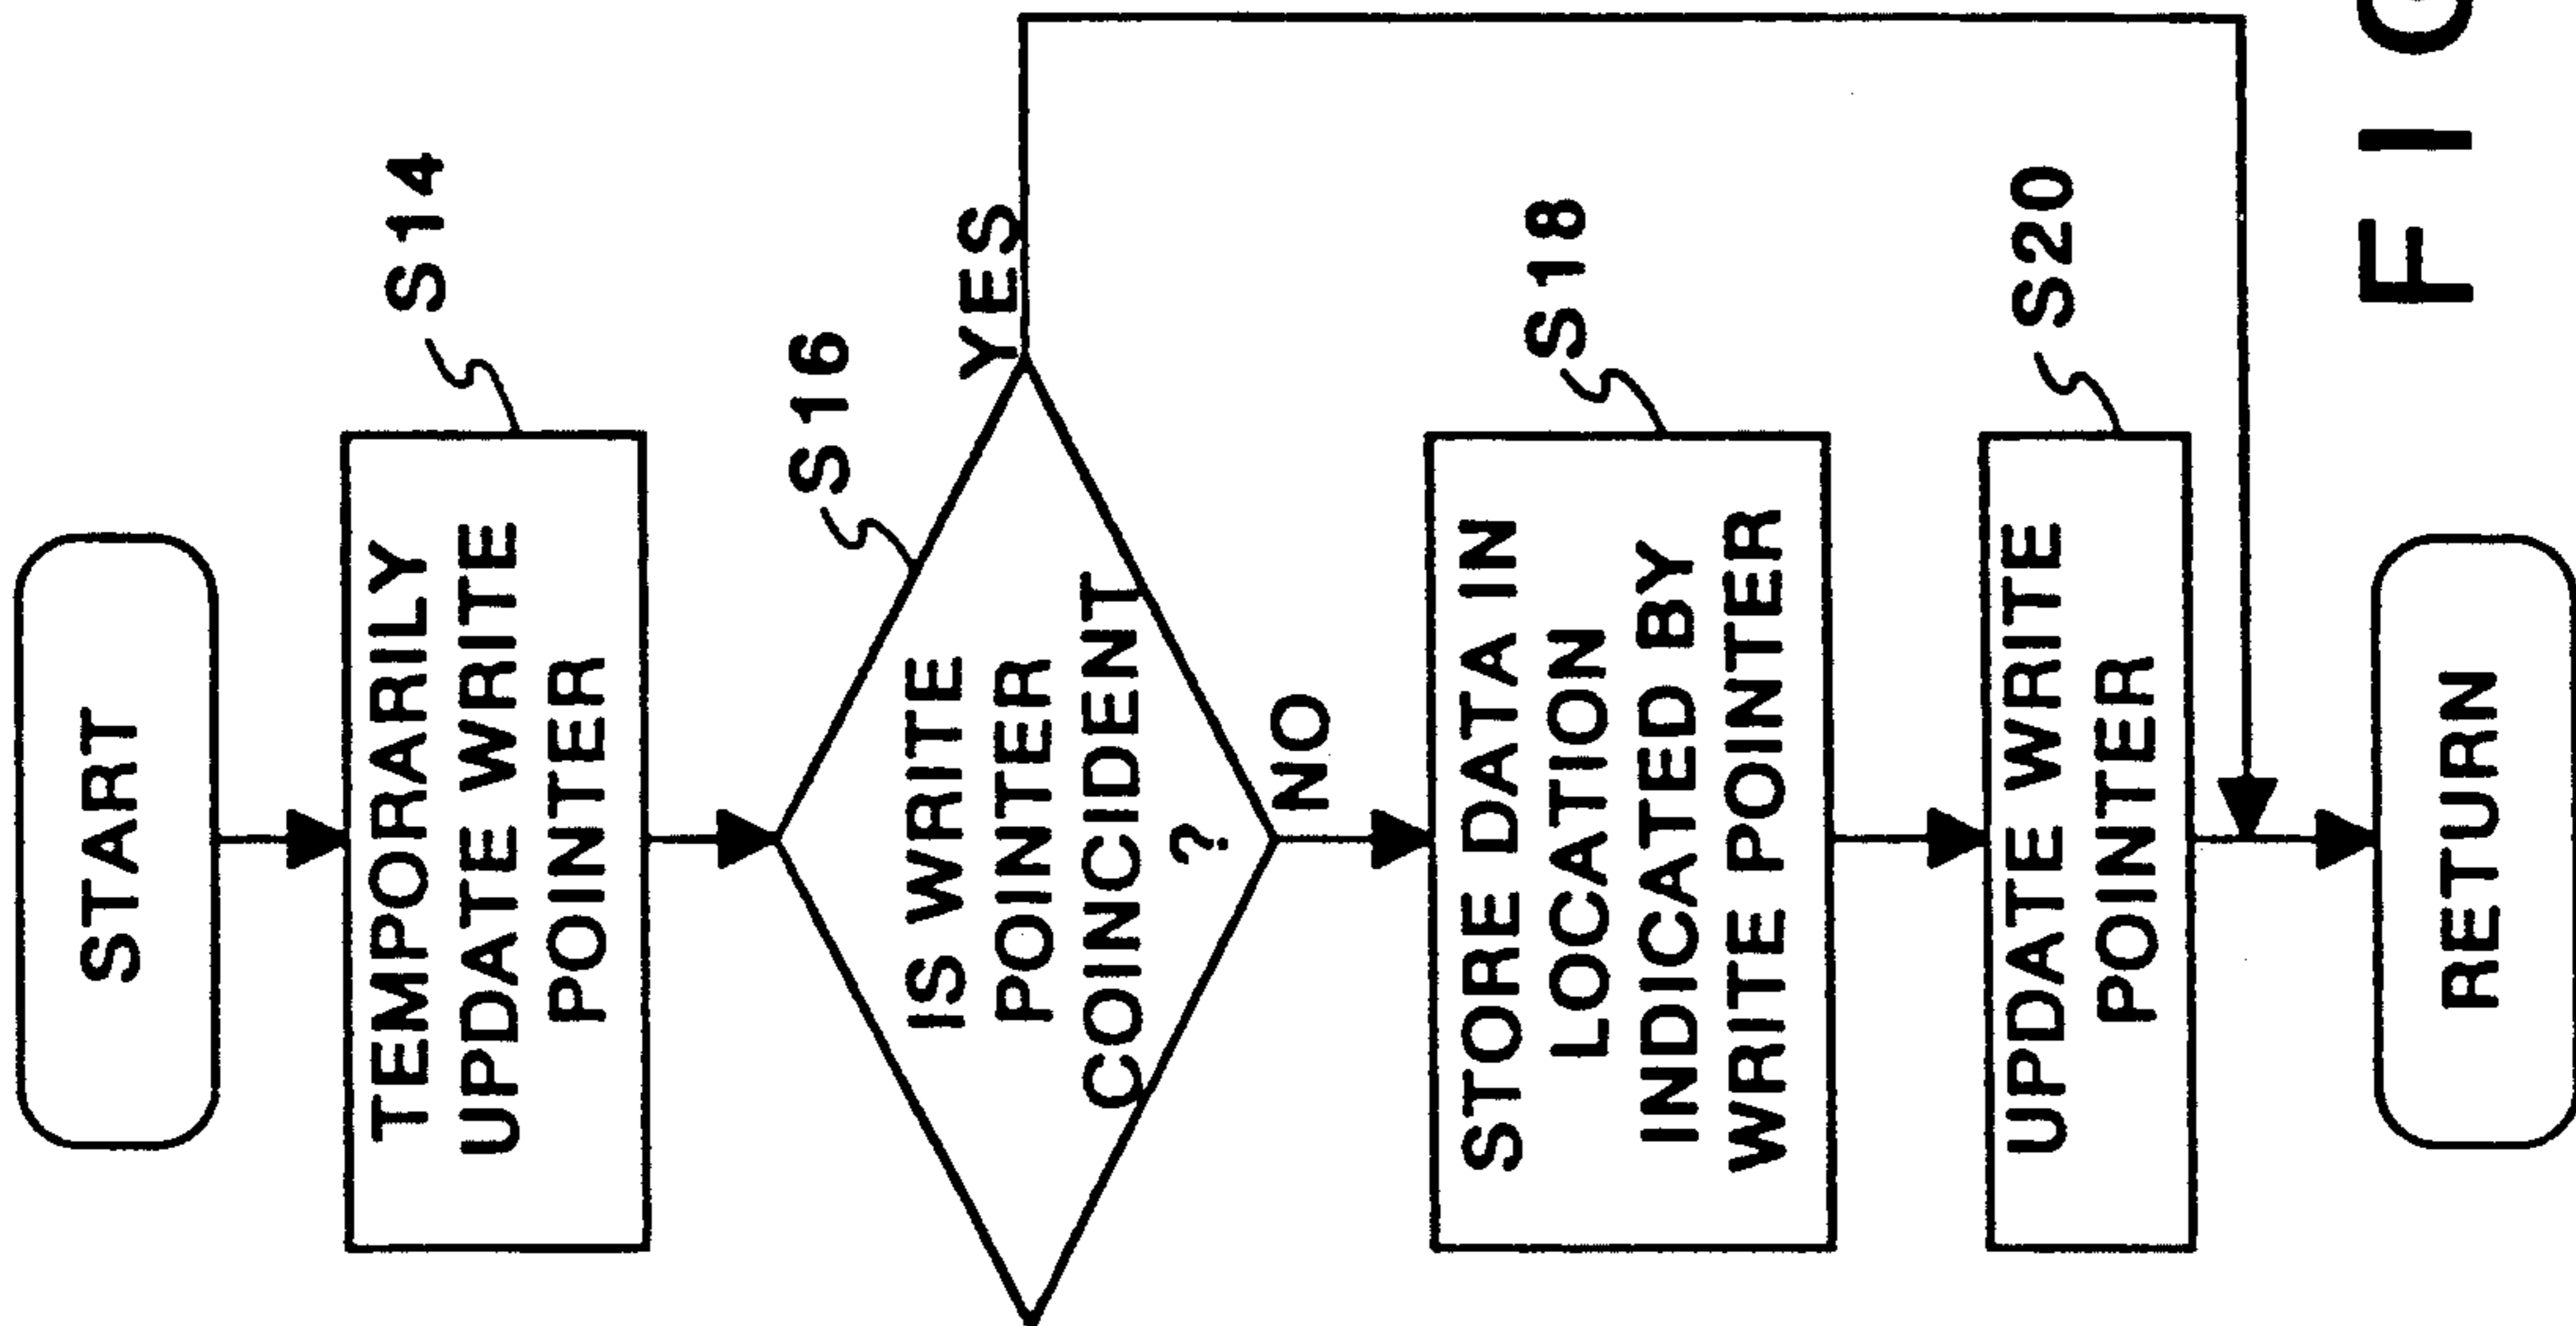 START
S14
TEMPORARILY
UPDATE WRITE
POINTER
S16
YES
IS WRITE
POINTER
COINCIDENT
?
NO
S18
STORE DATA IN
LOCATION
INDICATED BY
WRITE POINTER
S20
UPDATE WRITE
POINTER
RETURN
FI